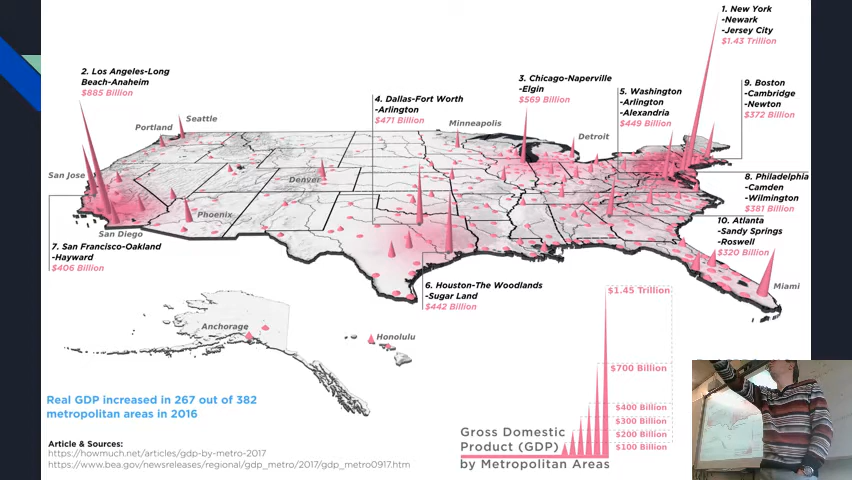 1. New York
-Newark
-Jersey City
$1.43 Trillion
2. Los Angeles-Long
Beach-Anaheim
$885 Billion
3. Chicago-Naperville
-Elgin
$569 Billion
4. Dallas-Fort Worth
-Arlington
$471 Billion
5. Washington
-Arlington
-Alexandria
$449 Billion
9. Boston
-Cambridge
-Newton
$372 Billion
Seattle
Portland
Minneapolis
Detroit
San Jose
Denver
Phoenix
San Diego
8. Philadelphia
-Camden
-Wilmington
$381 Billion
10. Atlanta
-Sandy Springs
-Roswell
$320 Billion
7. San Francisco-Oakland
-Hayward
$406 Billion
6. Houston-The Woodlands
-Sugar Land
$442 Billion
Miami
Anchorage
Honolulu
$1.45 Trillion
$700 Billion
$400 Billion
$300 Billion
$200 Billion
$100 Billion
Gross Domestic
Product (GDP)
by Metropolitan Areas
Real GDP increased in 267 out of 382
metropolitan areas in 2016
Article & Sources:
https://howmuch.net/articles/gdp-by-metro-2017
https://www.bea.gov/newsreleases/regional/gdp_metro/2017/gdp_metro0917.htm